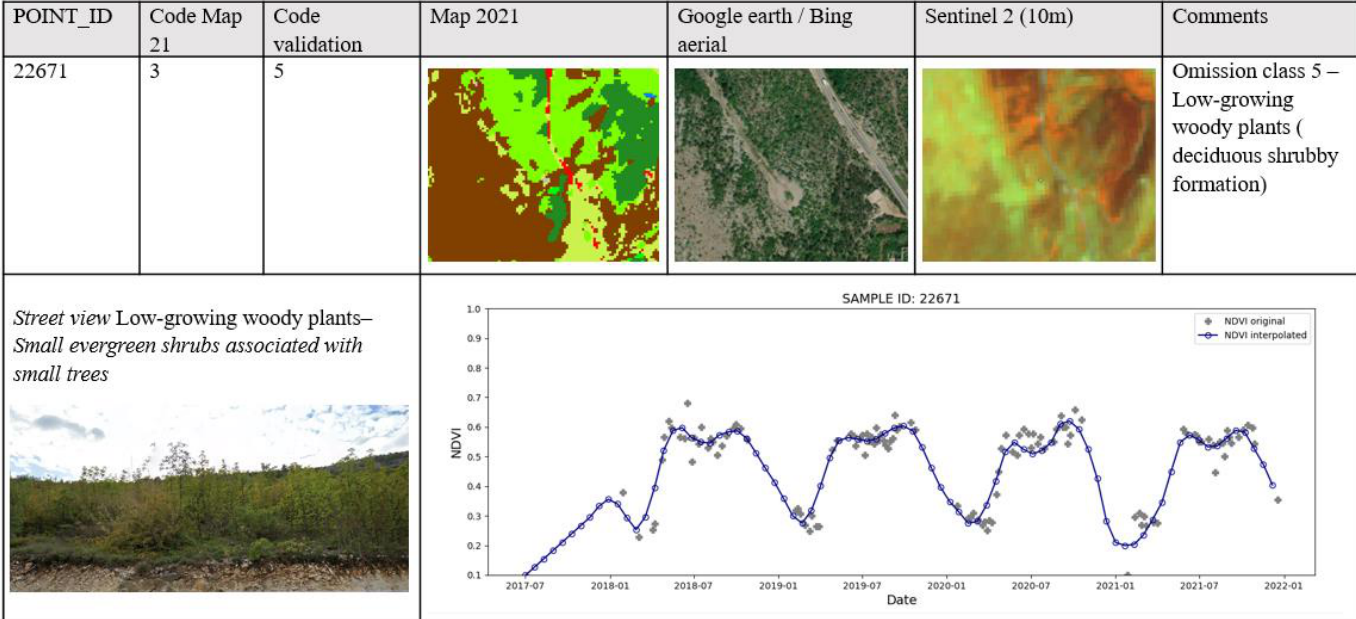 POINT_ID
Code Map
21
Code
validation
Map 2021
Google earth / Bing
aerial
Sentinel 2 (10m)
Comments
22671
3
5
Omission class 5 –
Low-growing
woody plants (
deciduous shrubby
formation)
Street view Low-growing woody plants–
Small evergreen shrubs associated with
small trees
SAMPLE ID: 22671
NDVI original
NDVI interpolated
1.0
0.9
0.8
0.7
0.6
0.5
0.4
0.3
0.2
0.1
NDVI
2017-07
2018-01
2018-07
2019-01
2019-07
2020-01
2020-07
2021-01
2021-07
2022-01
Date